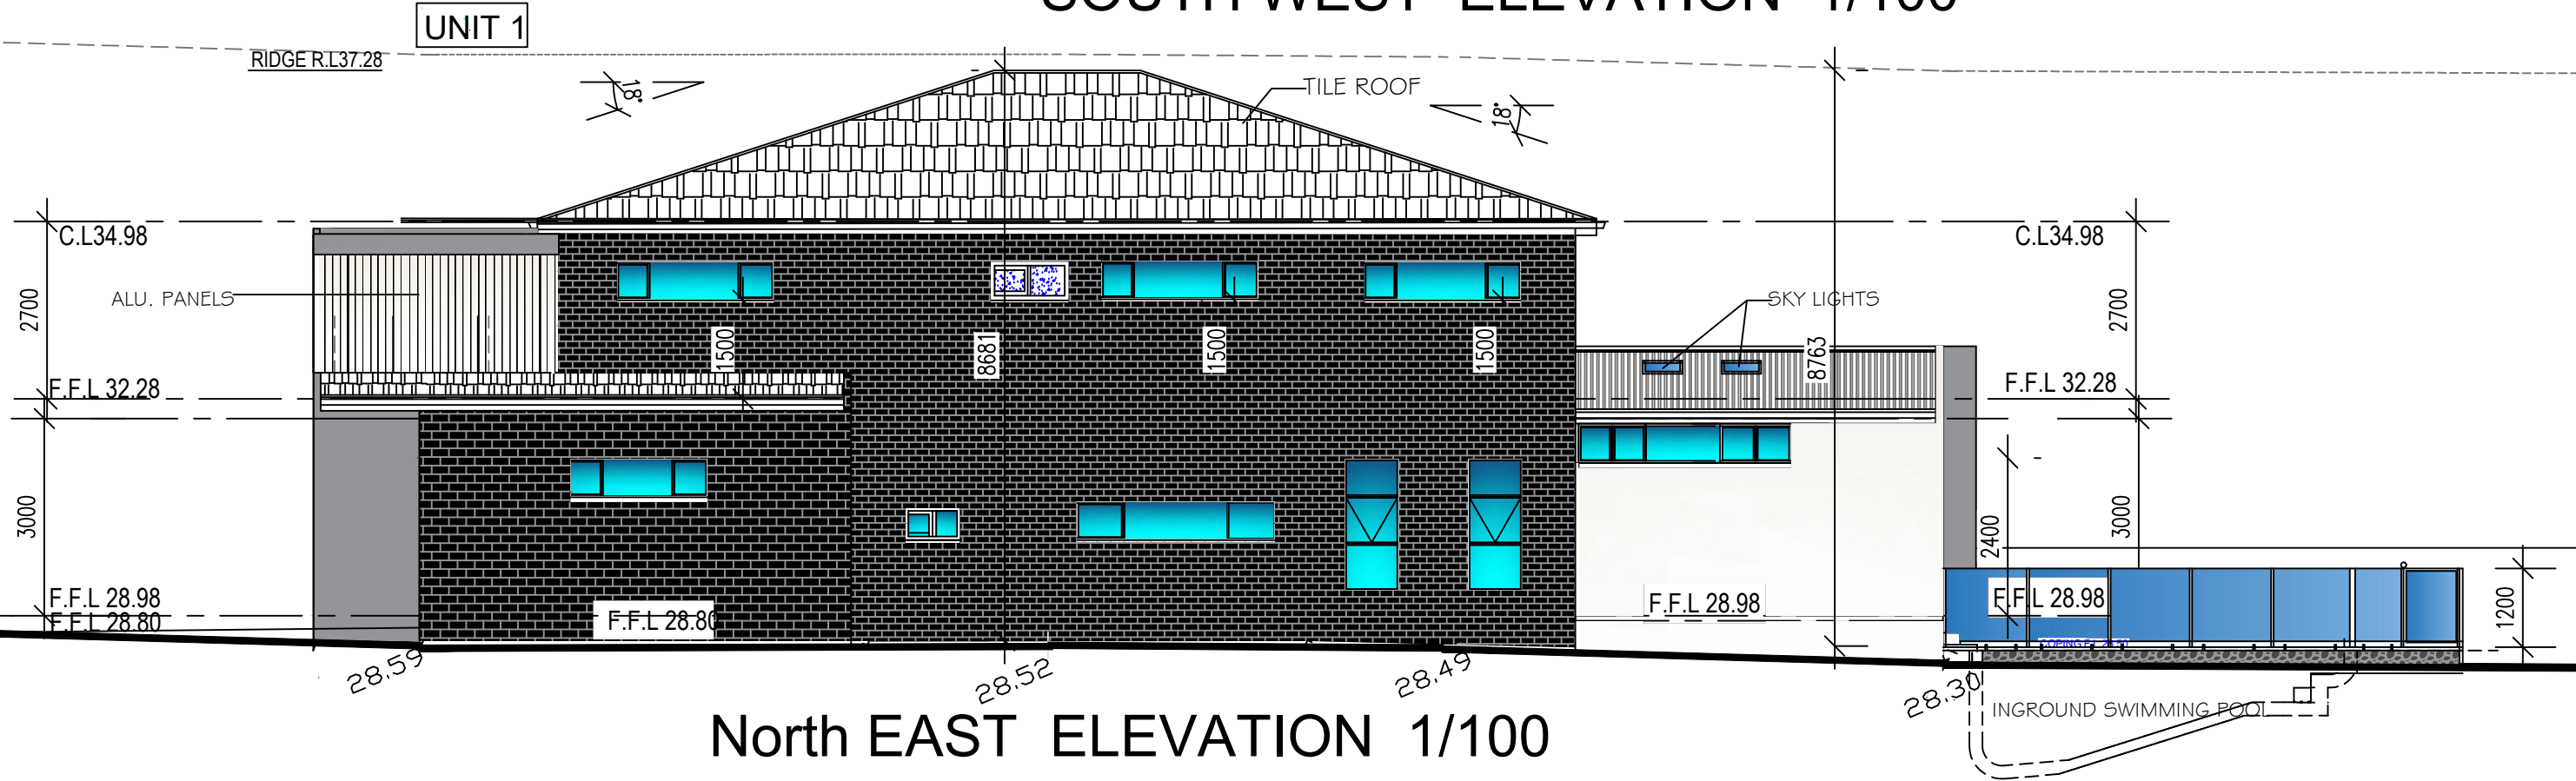 SOUTH WEST ELEVATION 1/100
UNIT 1
RIDGE R.L37.28
18°
TILE ROOF
18°
C.L34.98
C.L34.98
2700
ALU. PANELS
1500
8681
1500
1500
SKY LIGHTS
8763
2700
F.F.L 32.28
F.F.L 32.28
3000
2400
3000
F.F.L 28.98
F.F.L 28.80
F.F.L 28.80
F.F.L 28.98
F.F.L 28.98
1200
28.59
28.52
28.49
28.30
INGROUND SWIMMING POOL
North EAST ELEVATION 1/100